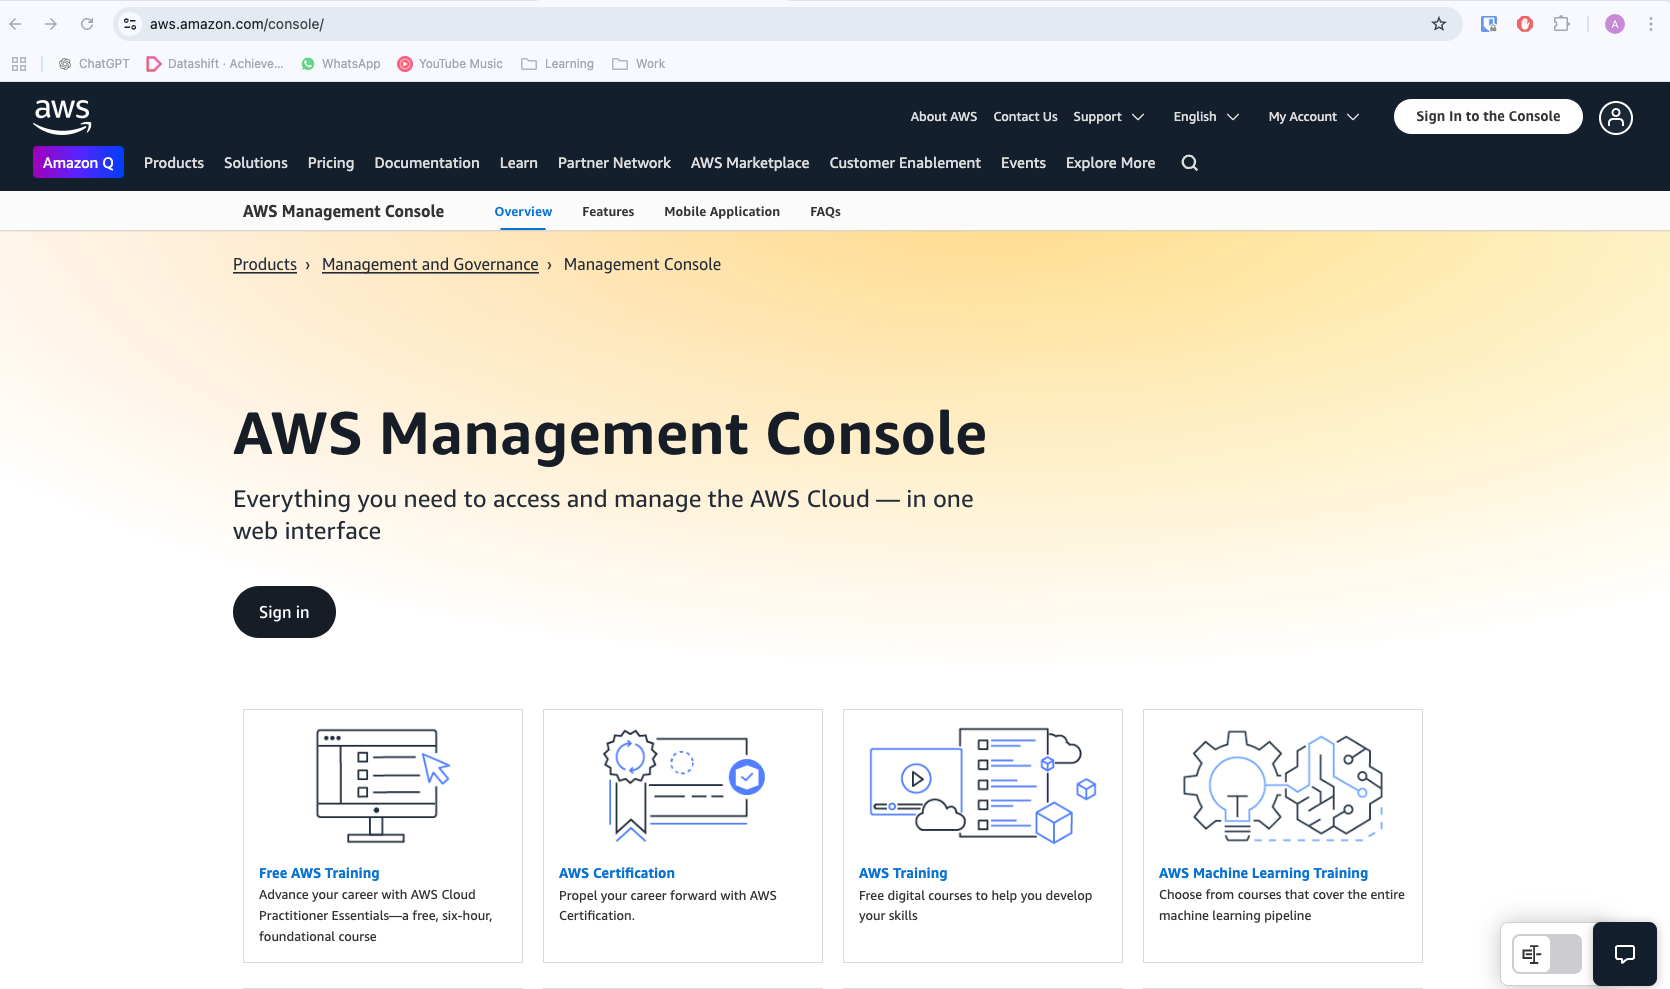 aws.amazon.com/console/
ChatGPT
Datashift · Achieve...
WhatsApp
YouTube Music
Learning
Work
A
aws
About AWS
Contact Us
Support
English
My Account
Sign In to the Console
Amazon Q
Products
Solutions
Pricing
Documentation
Learn
Partner Network
AWS Marketplace
Customer Enablement
Events
Explore More
AWS Management Console
Overview
Features
Mobile Application
FAQs
Products › Management and Governance › Management Console
AWS Management Console
Everything you need to access and manage the AWS Cloud — in one
web interface
Sign in
Free AWS Training
Advance your career with AWS Cloud
Practitioner Essentials—a free, six-hour,
foundational course
AWS Certification
Propel your career forward with AWS
Certification.
AWS Training
Free digital courses to help you develop
your skills
AWS Machine Learning Training
Choose from courses that cover the entire
machine learning pipeline